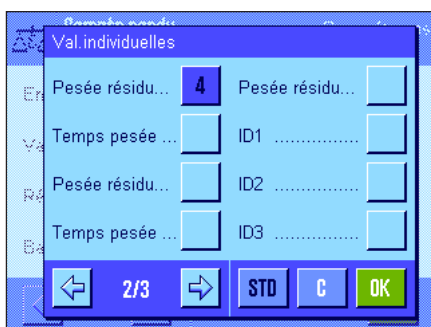 Val.individuelles
Pesée résidu... 4 Pesée résidu...
Temps pesée ... ID1 ................
Pesée résidu... ID2 ................
Temps pesée ... ID3 ................
2/3 STD C OK